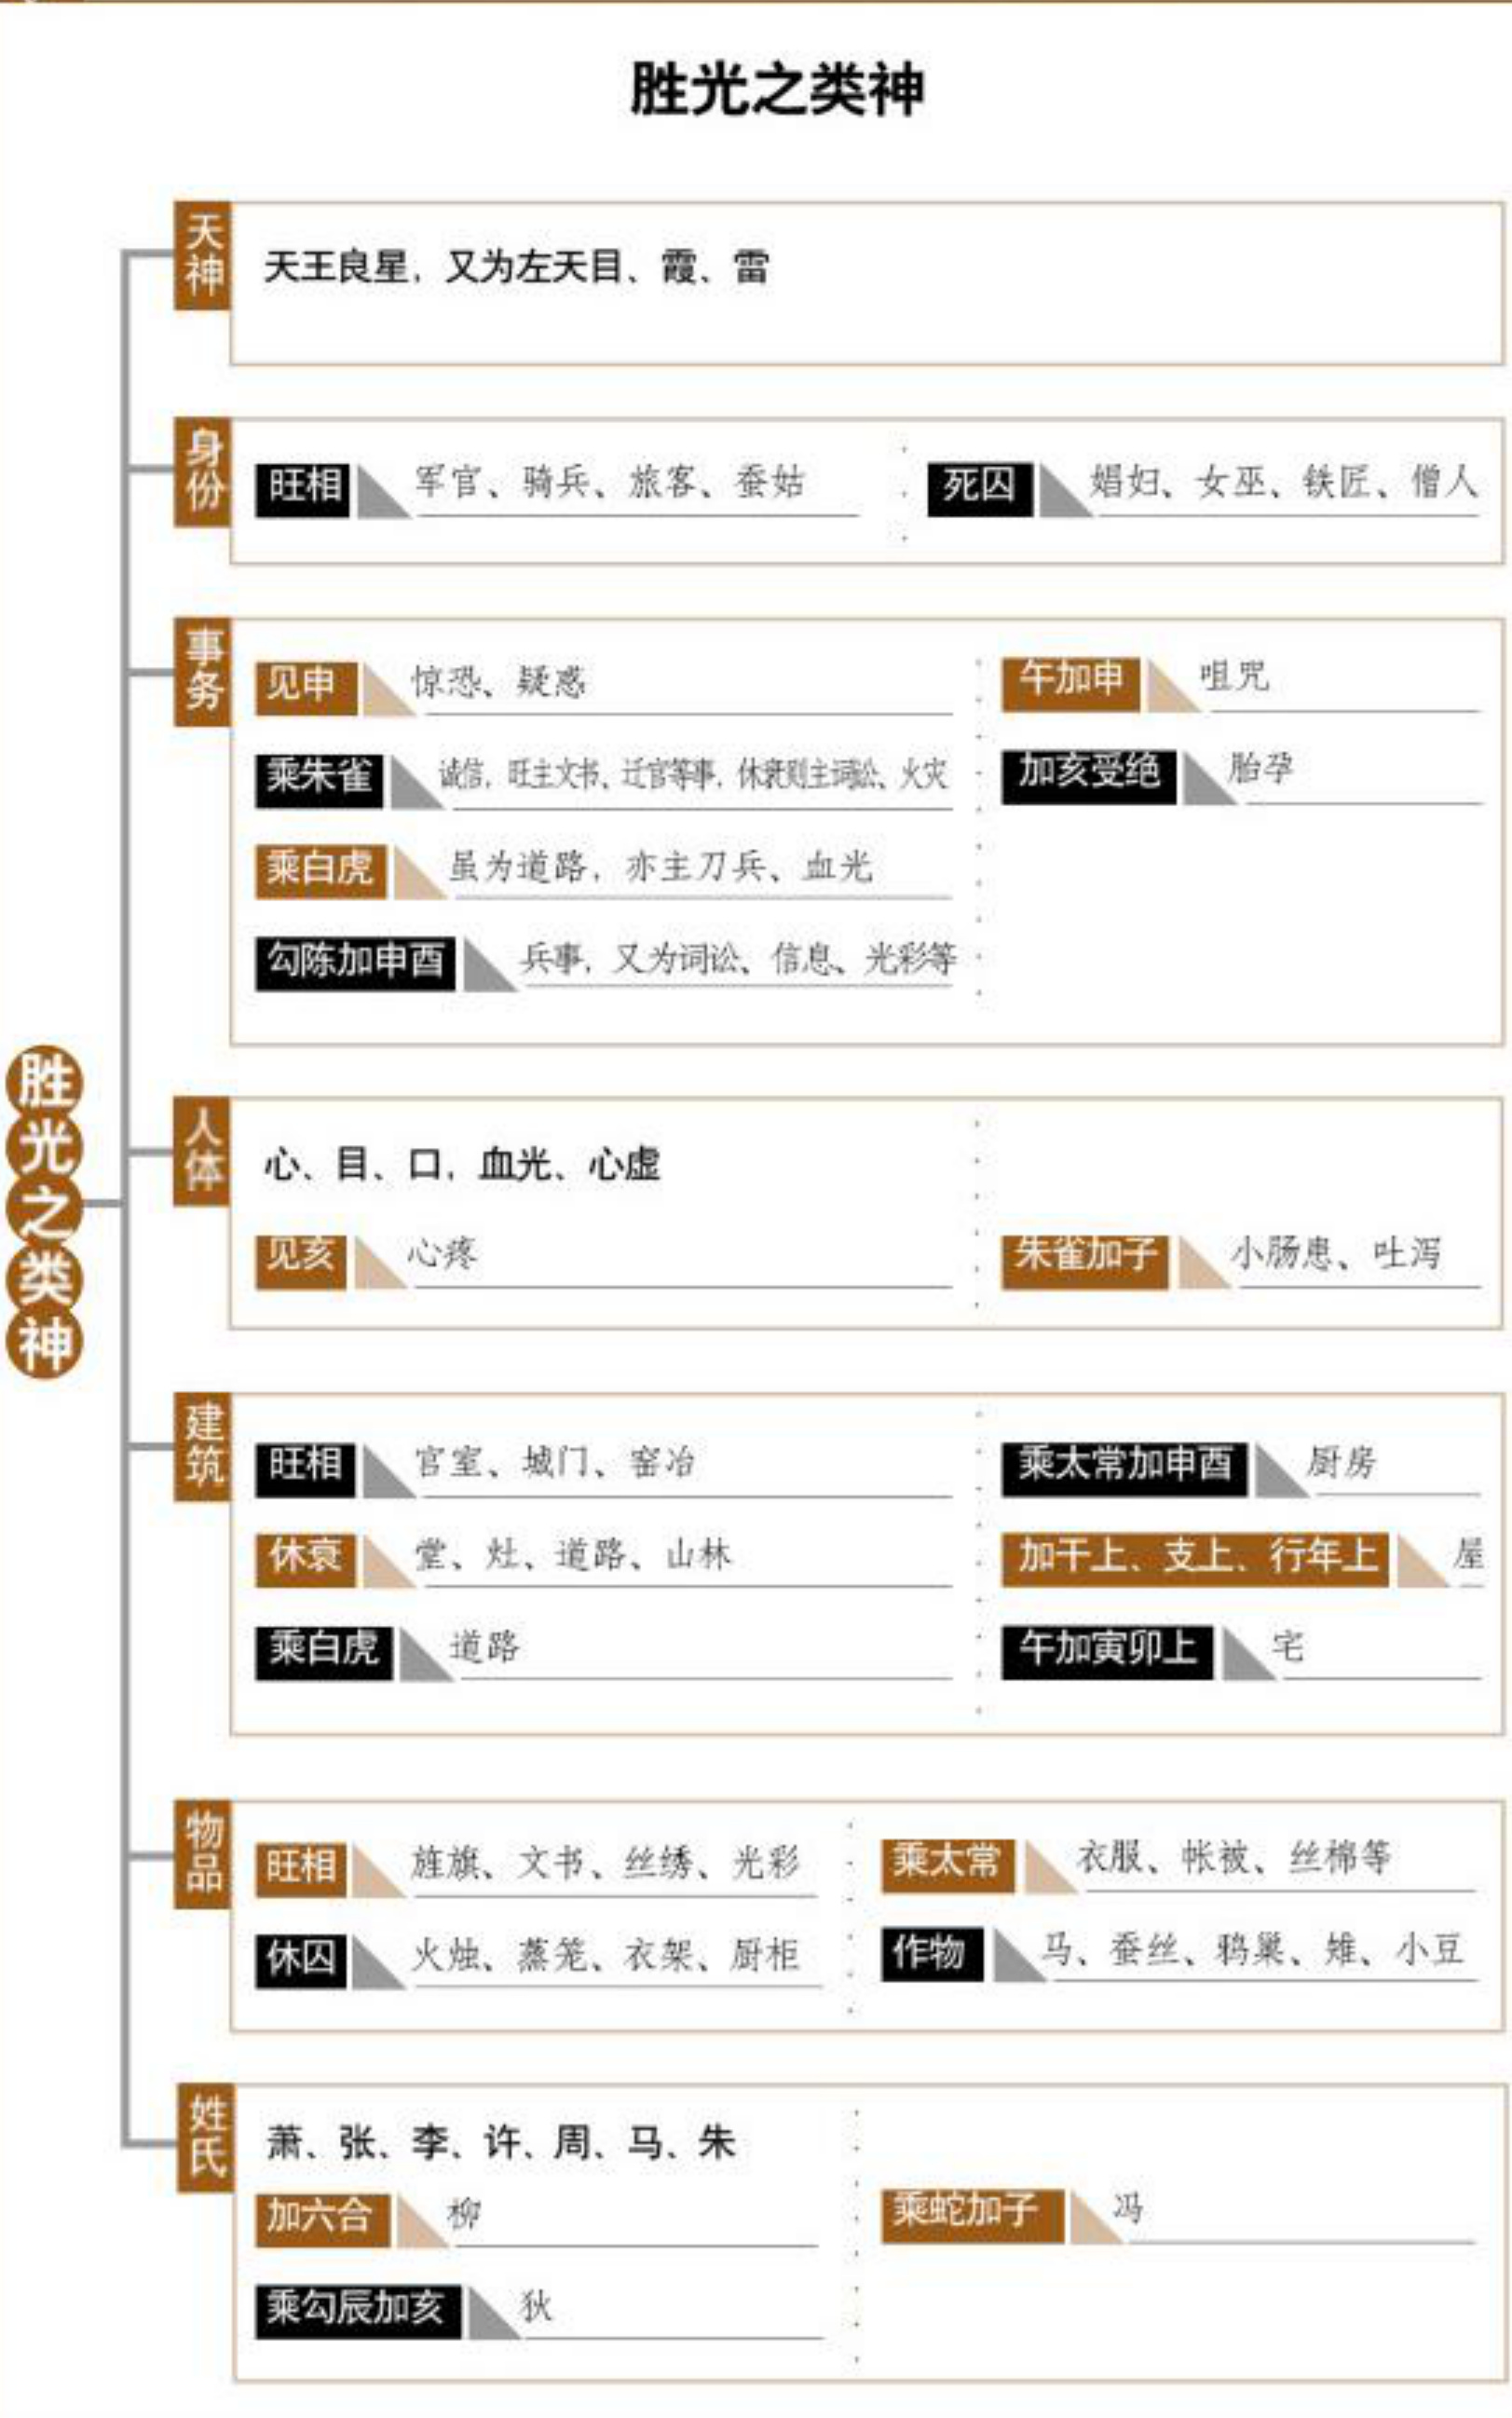 胜光之类神
胜光之类神
天神
天王良星，又为左天目、霞、雷
身份
旺相 军官、骑兵、旅客、蚕姑
死囚 娼妇、女巫、铁匠、僧人
事务
见申 惊恐、疑惑
乘朱雀 诚信，旺主文书、迁官等事，休衰则主词讼、火灾
乘白虎 虽为道路，亦主刀兵、血光
勾陈加申酉 兵事，又为词讼、信息、光彩等
午加申 咀咒
加亥受绝 胎孕
人体
心、目、口，血光、心虚
见亥 心疼
朱雀加子 小肠患、吐泻
建筑
旺相 官室、城门、窑冶
休衰 堂、灶、道路、山林
乘白虎 道路
乘太常加申酉 厨房
加干上、支上、行年上 屋
午加寅卯上 宅
物品
旺相 旌旗、文书、丝绣、光彩
休囚 火烛、蒸笼、衣架、厨柜
乘太常 衣服、帐被、丝棉等
作物 马、蚕丝、鸦巢、雉、小豆
姓氏
萧、张、李、许、周、马、朱
加六合 柳
乘勾辰加亥 狄
乘蛇加子 冯